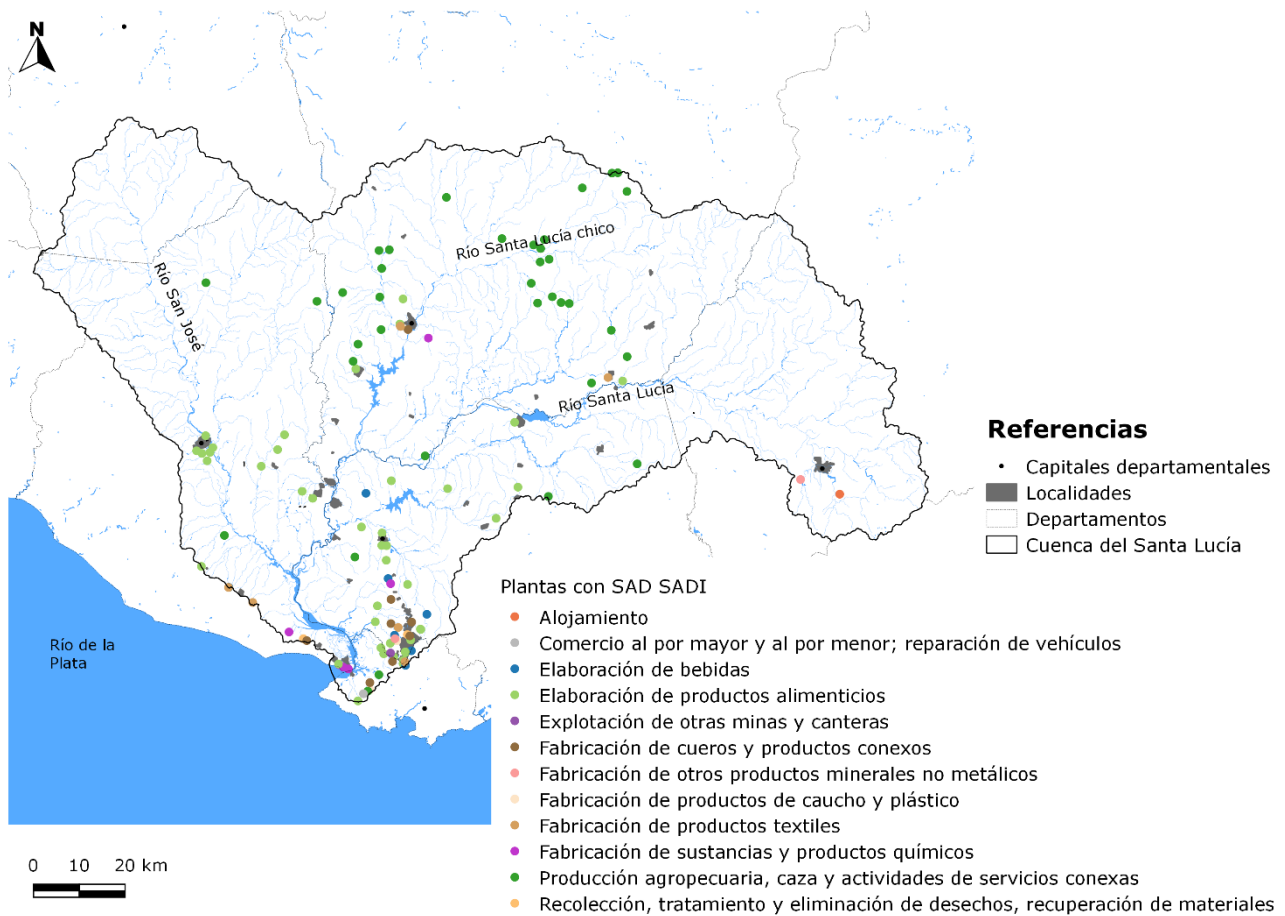 N
Río Santa Lucía chico
Río San José
Río Santa Lucía
Río de la
Plata
0 10 20 km
Referencias
Capitales departamentales
Localidades
Departamentos
Cuenca del Santa Lucía
Plantas con SAD SADI
Alojamiento
Comercio al por mayor y al por menor; reparación de vehículos
Elaboración de bebidas
Elaboración de productos alimenticios
Explotación de otras minas y canteras
Fabricación de cueros y productos conexos
Fabricación de otros productos minerales no metálicos
Fabricación de productos de caucho y plástico
Fabricación de productos textiles
Fabricación de sustancias y productos químicos
Producción agropecuaria, caza y actividades de servicios conexas
Recolección, tratamiento y eliminación de desechos, recuperación de materiales